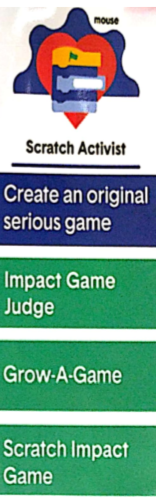 mouse
Scratch Activist
Create an original
serious game
Impact Game
Judge
Grow-A-Game
Scratch Impact
Game